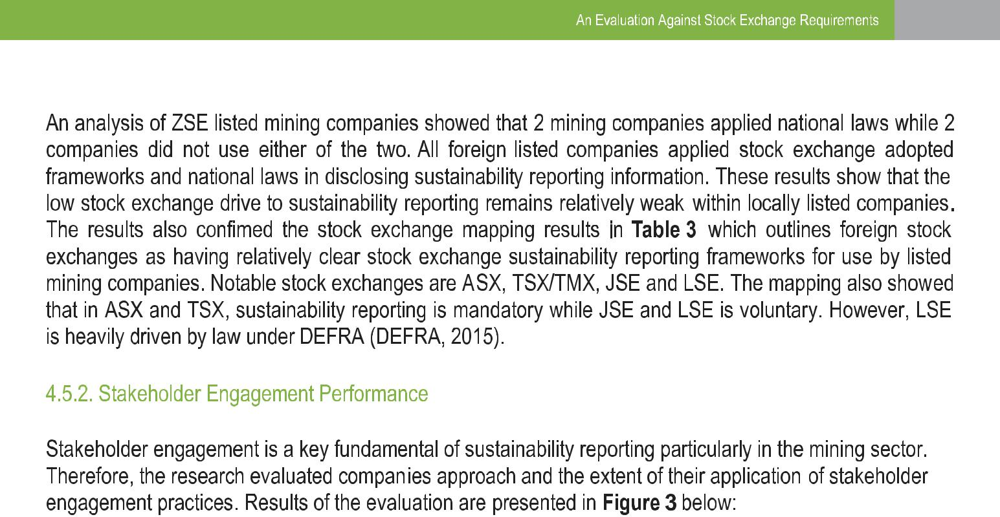 An Evaluation Against Stock Exchange Requirements
An analysis of ZSE listed mining companies showed that 2 mining companies applied national laws while 2
companies did not use either of the two. All foreign listed companies applied stock exchange adopted
frameworks and national laws in disclosing sustainability reporting information. These results show that the
low stock exchange drive to sustainability reporting remains relatively weak within locally listed companies.
The results also confimed the stock exchange mapping results in Table 3 which outlines foreign stock
exchanges as having relatively clear stock exchange sustainability reporting frameworks for use by listed
mining companies. Notable stock exchanges are ASX, TSX/TMX, JSE and LSE. The mapping also showed
that in ASX and TSX, sustainability reporting is mandatory while JSE and LSE is voluntary. However, LSE
is heavily driven by law under DEFRA (DEFRA, 2015).
4.5.2. Stakeholder Engagement Performance
Stakeholder engagement is a key fundamental of sustainability reporting particularly in the mining sector.
Therefore, the research evaluated companies approach and the extent of their application of stakeholder
engagement practices. Results of the evaluation are presented in Figure 3 below: